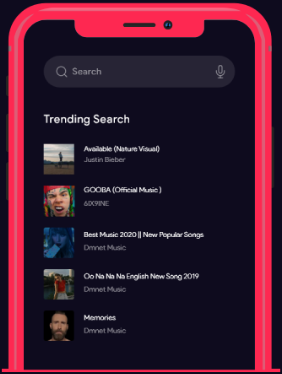 Search
Trending Search
Available (Nature Visual)
Justin Bieber
GOOBA (Official Music )
6IX9INE
Best Music 2020 || New Popular Songs
Dmnet Music
Oo Na Na Na English New Song 2019
Dmnet Music
Memories
Dmnet Music